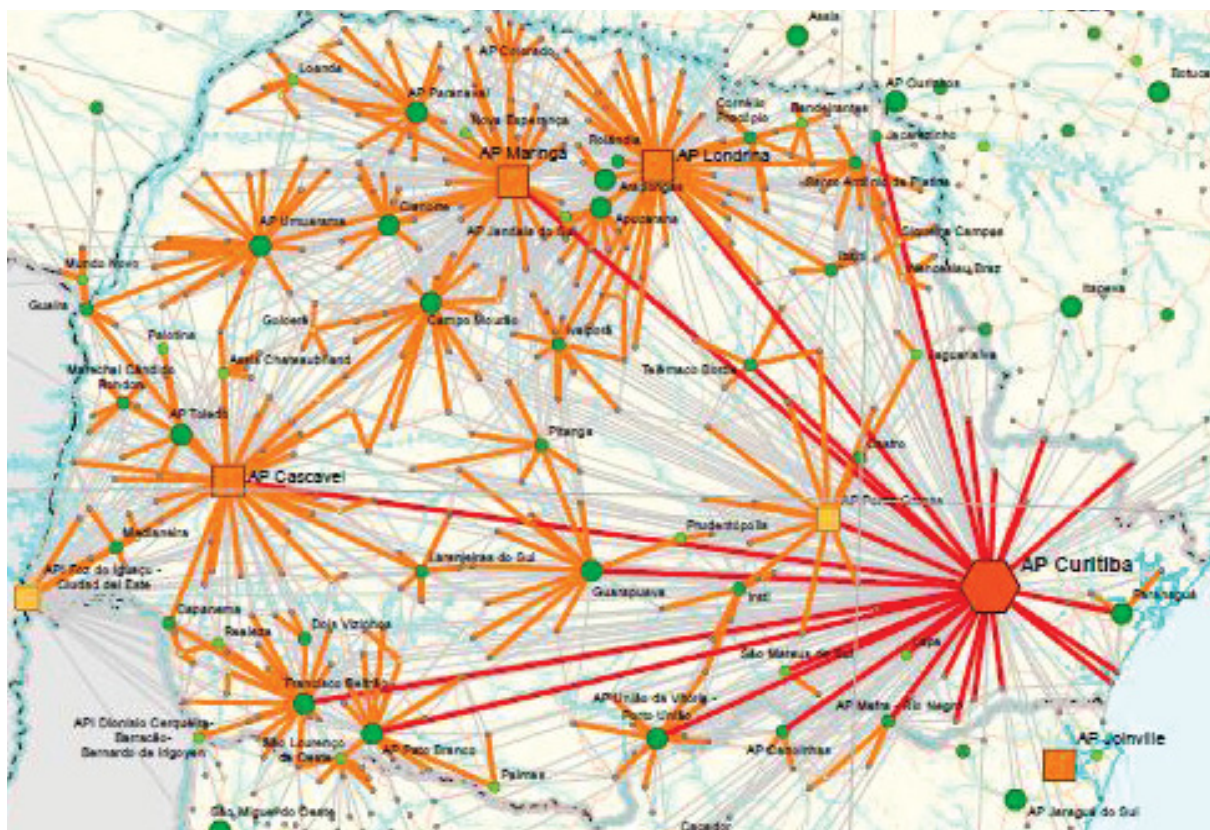 Assis
AP Colorado
Loanda
AP Paranavaí
AP Ourinhos
Botuca
Cornélio
Procópio
Bandeirantes
Nova Esperança
Rolândia
Jacarezinho
AP Maringá
AP Londrina
Santo Antônio da Platina
Arapongas
Cianorte
AP Umuarama
Apucarana
AP Jandaia do Sul
Siqueira Campos
Mundo Novo
Ibaiti
Wenceslau Braz
Guaíra
Itapeva
Goioerê
Campo Mourão
Ivaiporã
Palotina
Assis Chateaubriand
Telêmaco Borba
Jaguariaíva
Marechal Cândido
Rondon
AP Toledo
Pitanga
Castro
AP Cascavel
AP Ponta Grossa
Medianeira
Prudentópolis
Laranjeiras do Sul
API Foz do Iguaçu -
Ciudad del Este
AP Curitiba
Guarapuava
Irati
Paranaguá
Capanema
Realeza
Dois Vizinhos
São Mateus do Sul
Lapa
Francisco Beltrão
API União da Vitória -
Porto União
AP Mafra - Rio Negro
API Dionísio Cerqueira-
Barracão-
Bernardo de Irigoyen
São Lourenço
do Oeste
AP Pato Branco
AP Canoinhas
AP Joinville
Palmas
São Miguel do Oeste
AP Jaraguá do Sul
Caçador